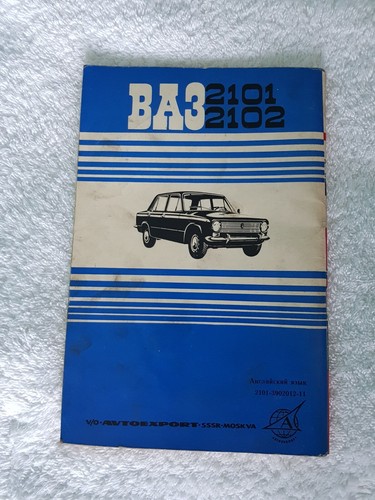 ВАЗ 2101
2102
Английский язык
V/O · AVTOEXPORT · SSSR · MOSKVA